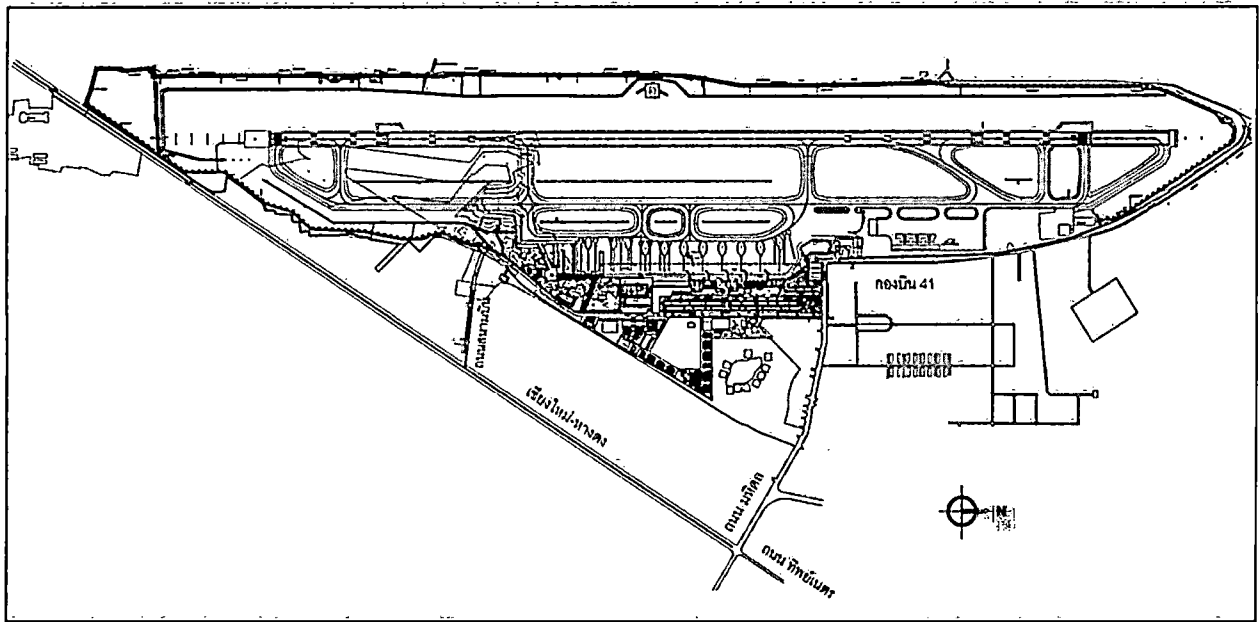 กองบิน 41
ถนนสนามบิน
เชียงใหม่-หางดง
ถนน มหิดล
N
ถนน ทิพย์เนตร